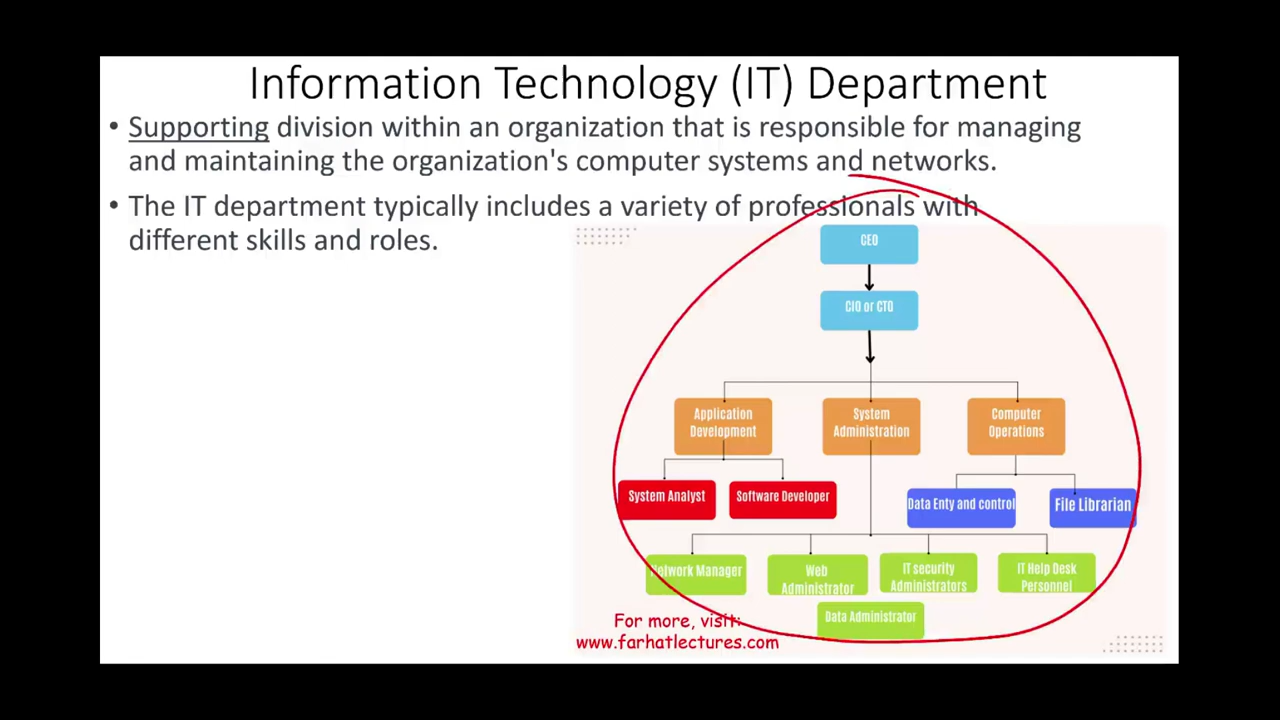 Information Technology (IT) Department
• Supporting division within an organization that is responsible for managing
and maintaining the organization's computer systems and networks.
• The IT department typically includes a variety of professionals with
different skills and roles.
CEO
CIO or CTO
Application
Development
System
Administration
Computer
Operations
System Analyst
Software Developer
Data Enty and control
File Librarian
Network Manager
Web
Administrator
IT security
Administrators
IT Help Desk
Personnel
Data Administrator
For more, visit:
www.farhatlectures.com